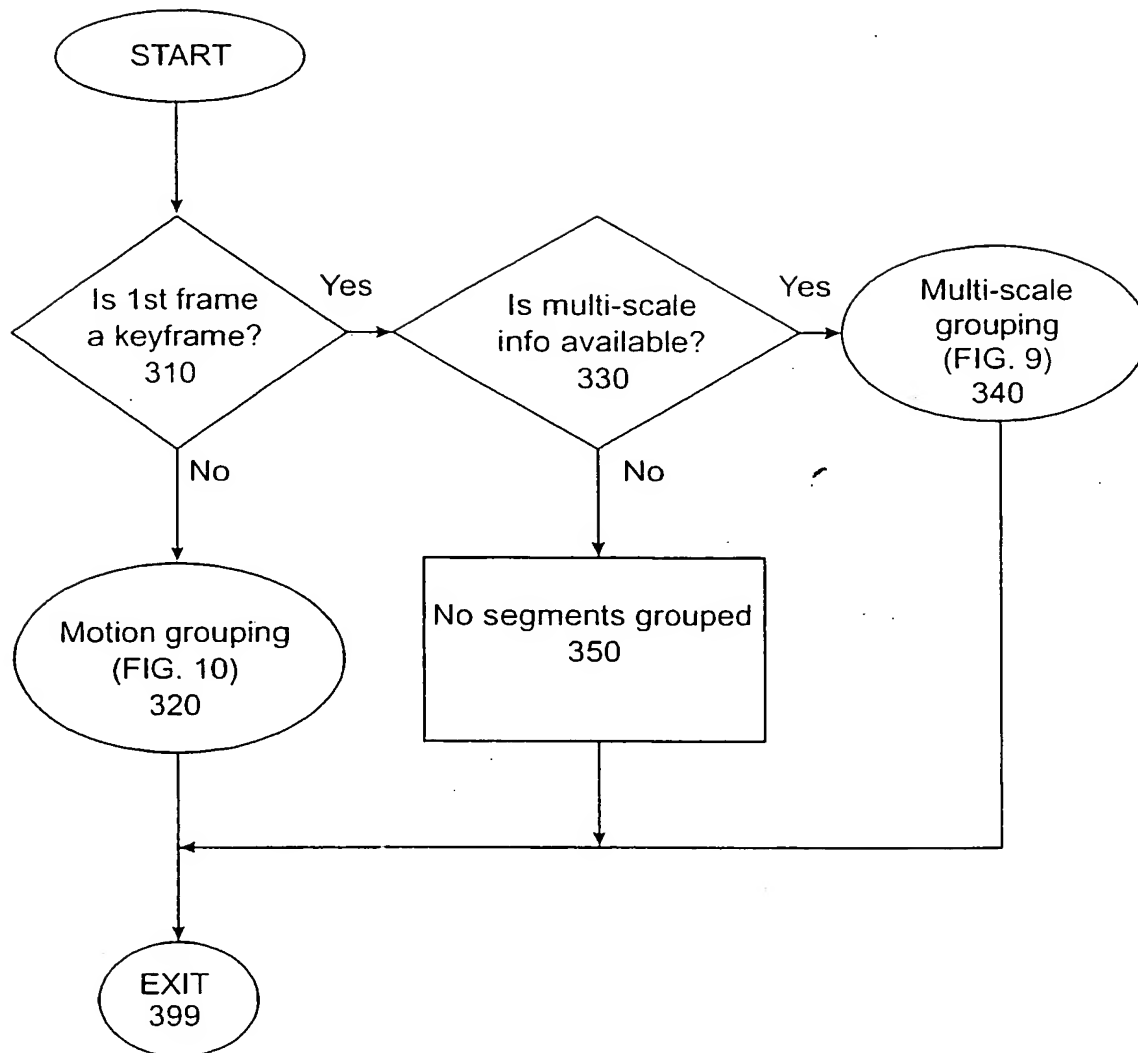 START
Is 1st frame
a keyframe?
310
Yes
Is multi-scale
info available?
330
Yes
Multi-scale
grouping
(FIG. 9)
340
No
No
Motion grouping
(FIG. 10)
320
No segments grouped
350
EXIT
399